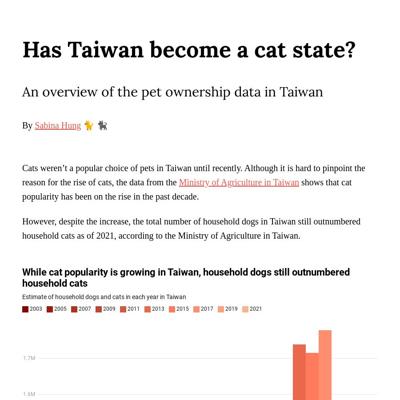 Has Taiwan become a cat state?
An overview of the pet ownership data in Taiwan
By Sabina Hung 🐈 🐈‍⬛
Cats weren’t a popular choice of pets in Taiwan until recently. Although it is hard to pinpoint the
reason for the rise of cats, the data from the Ministry of Agriculture in Taiwan shows that cat
popularity has been on the rise in the past decade.
However, despite the increase, the total number of household dogs in Taiwan still outnumbered
household cats as of 2021, according to the Ministry of Agriculture in Taiwan.
While cat popularity is growing in Taiwan, household dogs still outnumbered
household cats
Estimate of household dogs and cats in each year in Taiwan
2003 2005 2007 2009 2011 2013 2015 2017 2019 2021
1.7M
1.6M